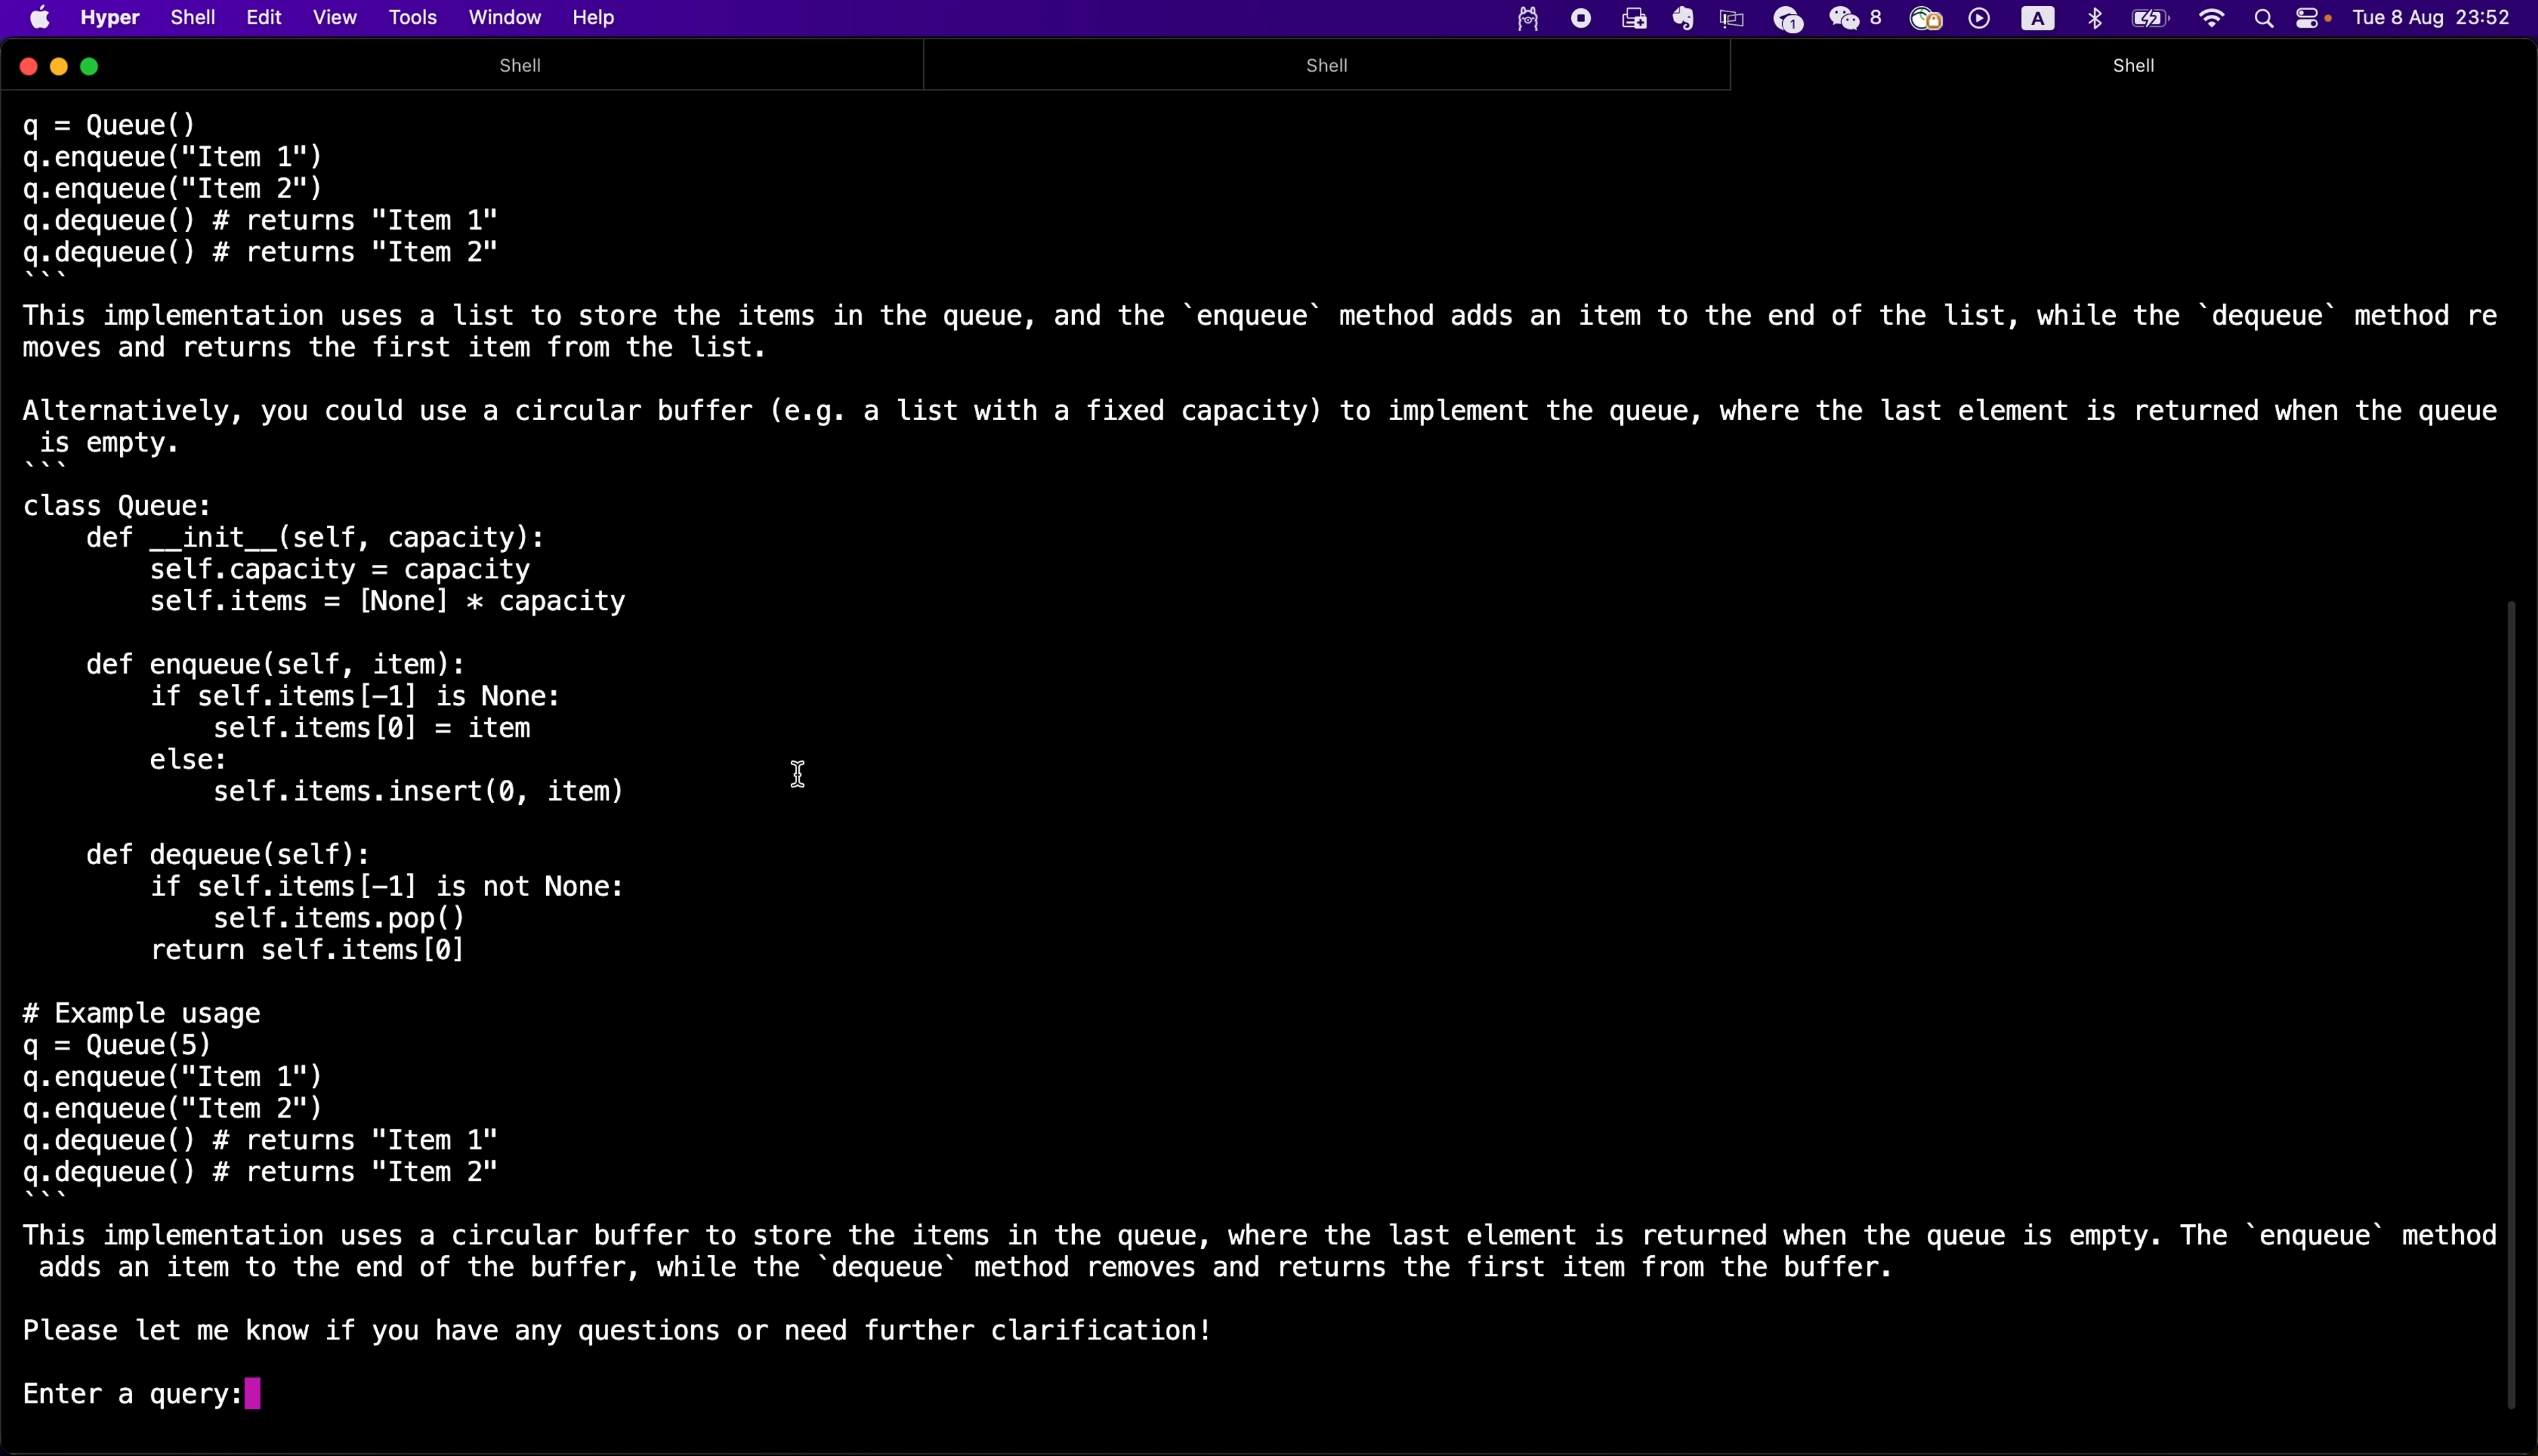 Hyper Shell Edit View Tools Window Help 1 8 A Tue 8 Aug 23:52
Shell Shell Shell
q = Queue()
q.enqueue("Item 1")
q.enqueue("Item 2")
q.dequeue() # returns "Item 1"
q.dequeue() # returns "Item 2"
```
This implementation uses a list to store the items in the queue, and the `enqueue` method adds an item to the end of the list, while the `dequeue` method re
moves and returns the first item from the list.
Alternatively, you could use a circular buffer (e.g. a list with a fixed capacity) to implement the queue, where the last element is returned when the queue
 is empty.
```
class Queue:
    def __init__(self, capacity):
        self.capacity = capacity
        self.items = [None] * capacity
    def enqueue(self, item):
        if self.items[-1] is None:
            self.items[0] = item
        else:
            self.items.insert(0, item)
    def dequeue(self):
        if self.items[-1] is not None:
            self.items.pop()
        return self.items[0]
# Example usage
q = Queue(5)
q.enqueue("Item 1")
q.enqueue("Item 2")
q.dequeue() # returns "Item 1"
q.dequeue() # returns "Item 2"
```
This implementation uses a circular buffer to store the items in the queue, where the last element is returned when the queue is empty. The `enqueue` method
 adds an item to the end of the buffer, while the `dequeue` method removes and returns the first item from the buffer.
Please let me know if you have any questions or need further clarification!
Enter a query: